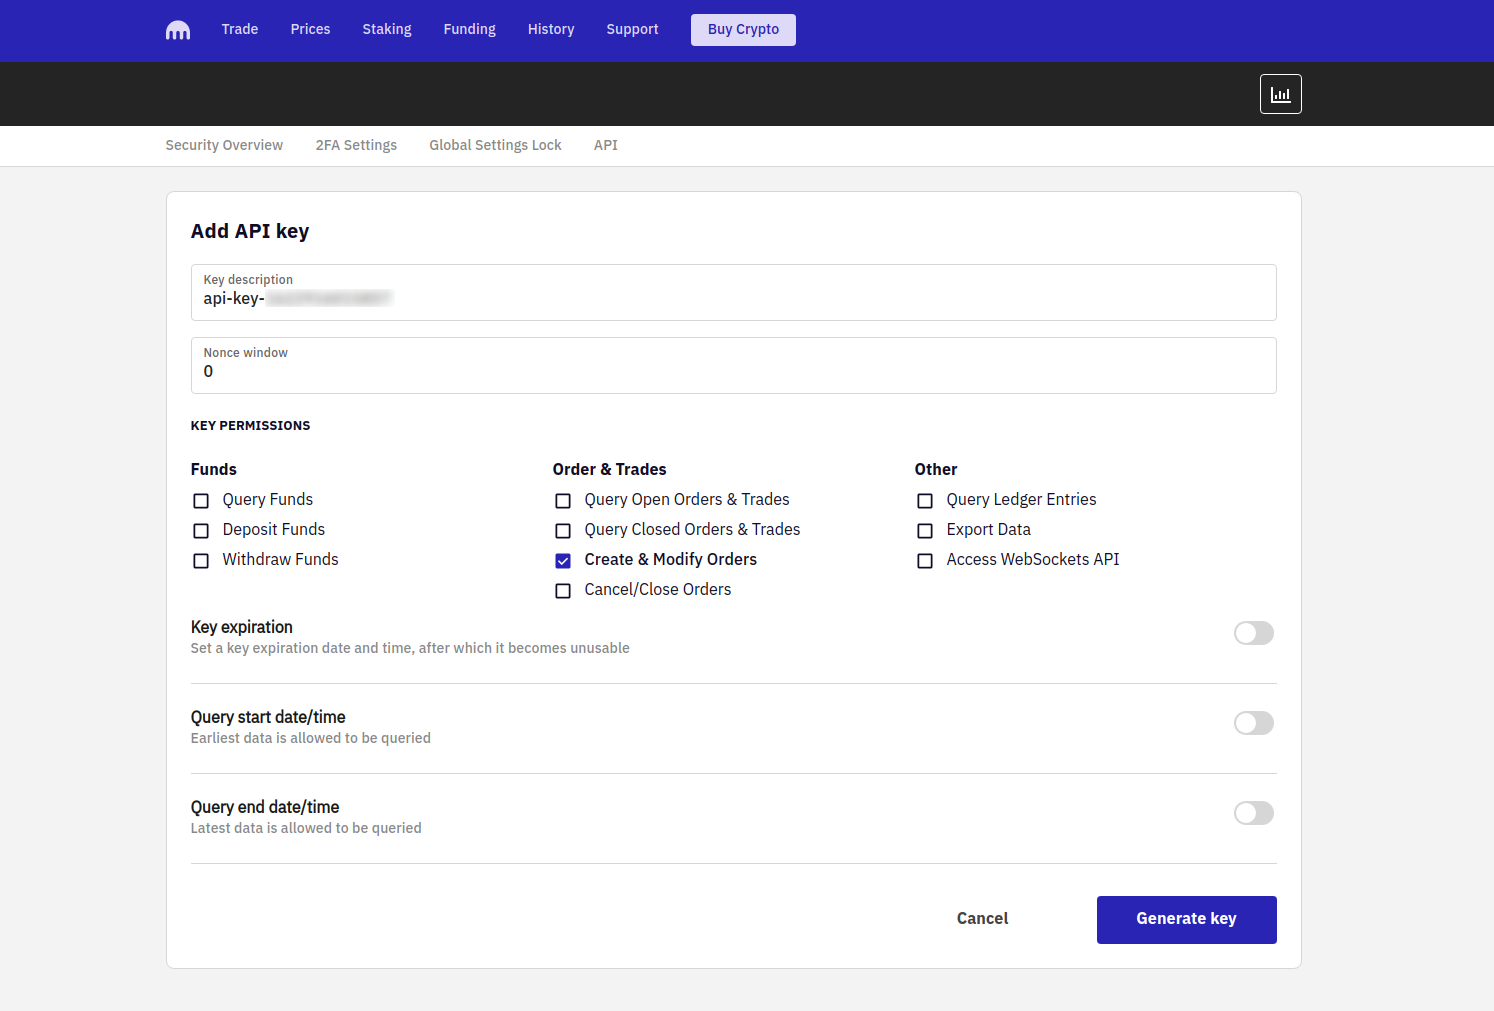 Trade Prices Staking Funding History Support Buy Crypto
Security Overview 2FA Settings Global Settings Lock API
Add API key
Key description
api-key-
Nonce window
0
KEY PERMISSIONS
Funds Order & Trades Other
Query Funds Query Open Orders & Trades Query Ledger Entries
Deposit Funds Query Closed Orders & Trades Export Data
Withdraw Funds Create & Modify Orders Access WebSockets API
Cancel/Close Orders
Key expiration
Set a key expiration date and time, after which it becomes unusable
Query start date/time
Earliest data is allowed to be queried
Query end date/time
Latest data is allowed to be queried
Cancel Generate key